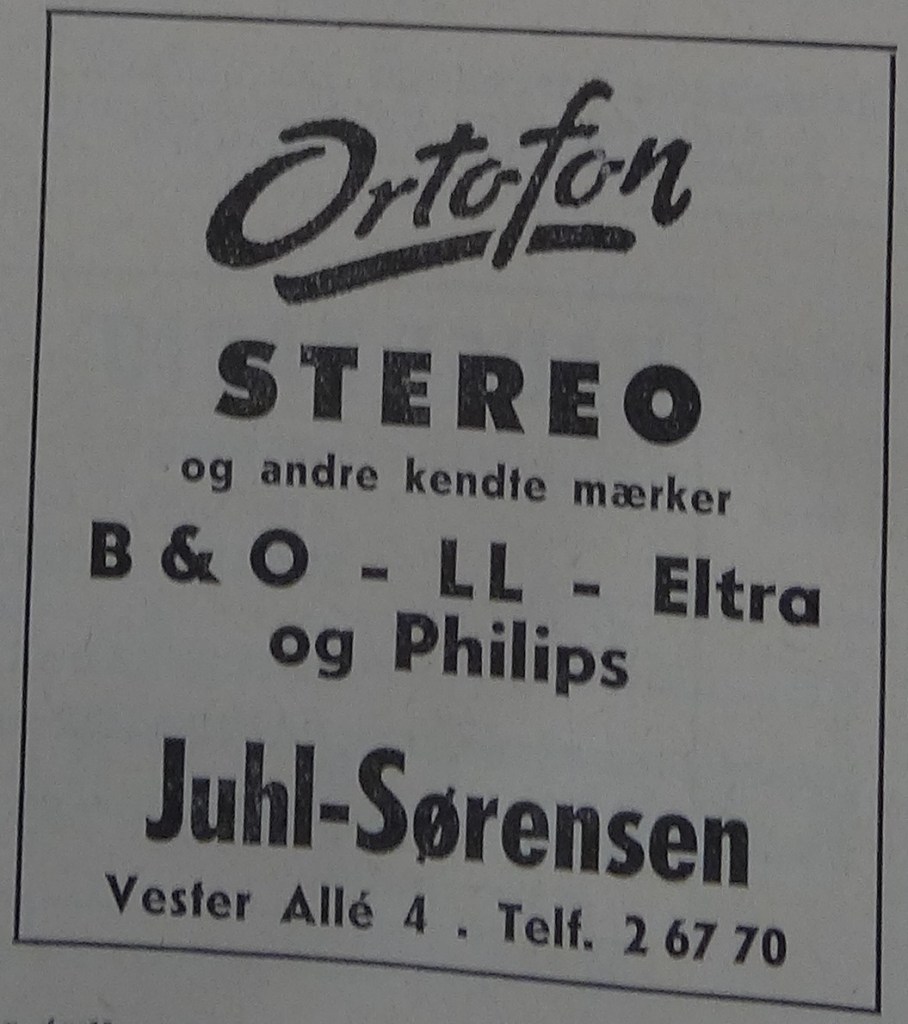 Ortofon
STEREO
og andre kendte mærker
B & O - LL - Eltra
og Philips
Juhl-Sørensen
Vester Allé 4 . Telf. 2 67 70